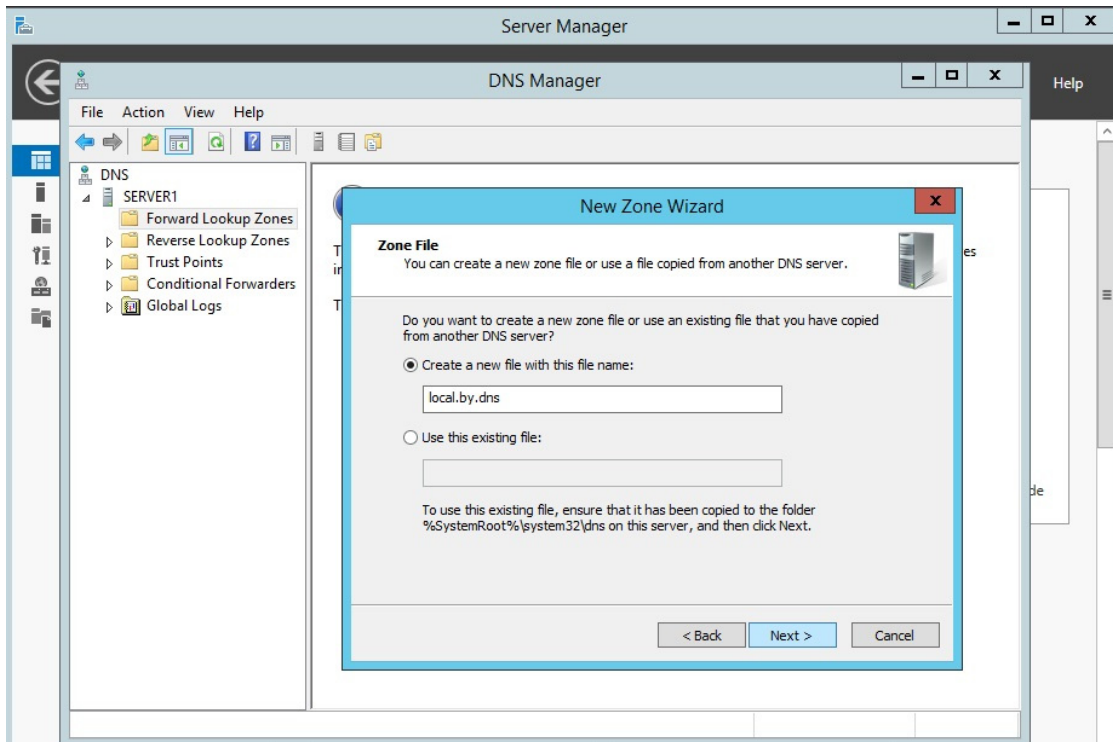 Server Manager
Help
DNS Manager
File Action View Help
DNS
SERVER1
Forward Lookup Zones
Reverse Lookup Zones
Trust Points
Conditional Forwarders
Global Logs
New Zone Wizard
Zone File
You can create a new zone file or use a file copied from another DNS server.
Do you want to create a new zone file or use an existing file that you have copied
from another DNS server?
Create a new file with this file name:
local.by.dns
Use this existing file:
To use this existing file, ensure that it has been copied to the folder
%SystemRoot%\system32\dns on this server, and then click Next.
< Back Next > Cancel